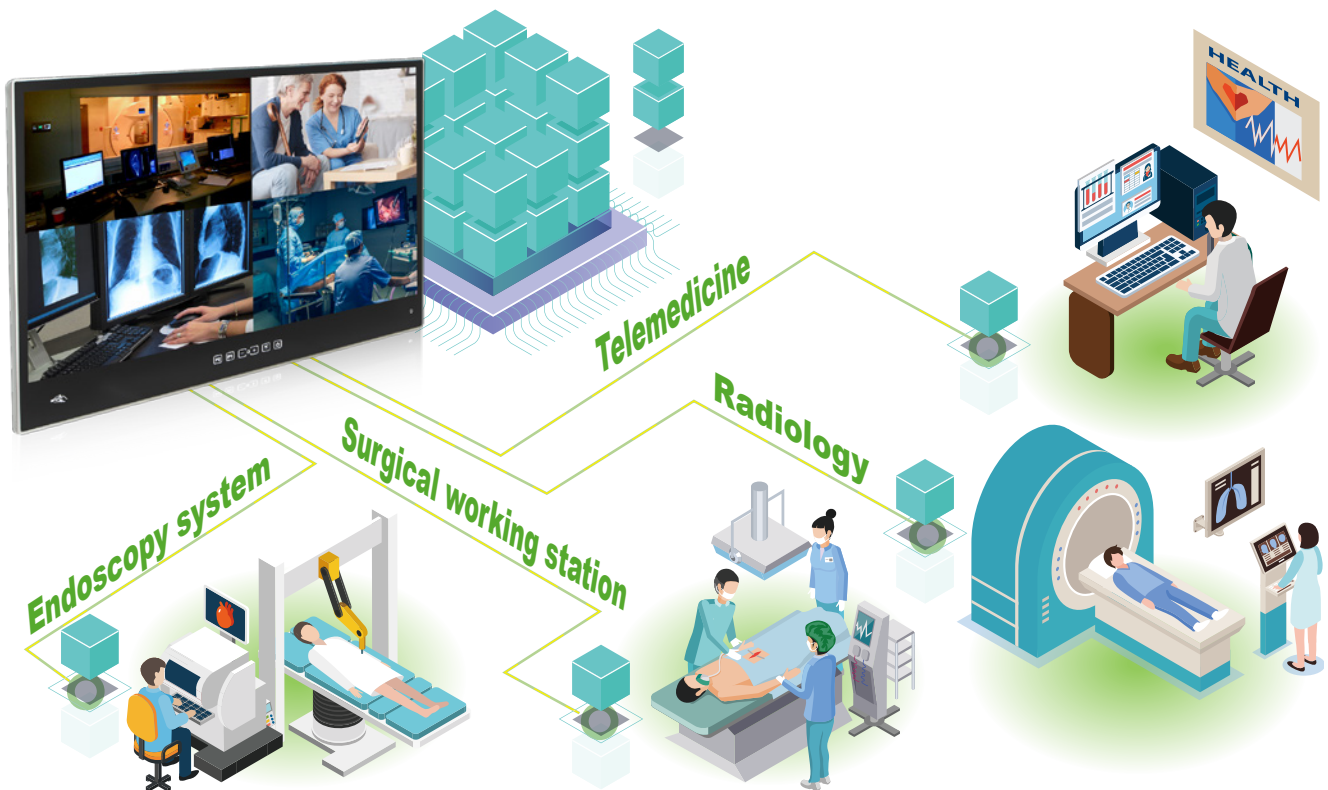 HEALTH
Telemedicine
Radiology
Surgical working station
Endoscopy system